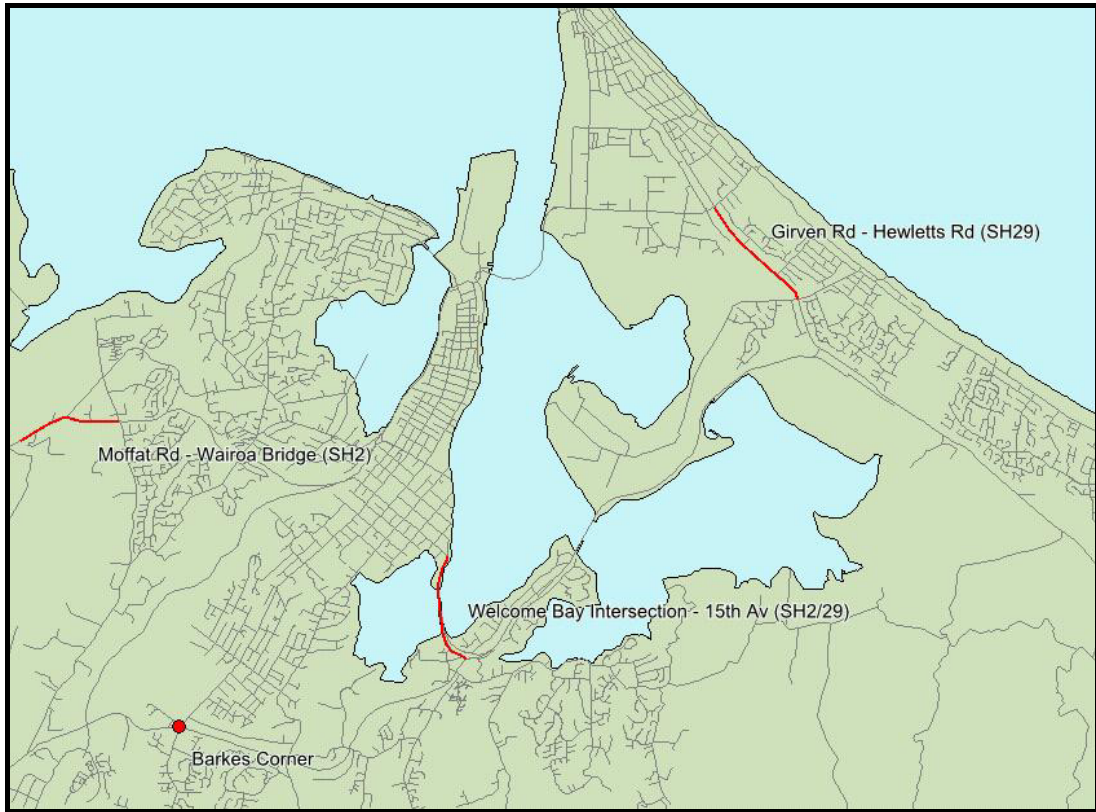 Girven Rd - Hewletts Rd (SH29)
Moffat Rd - Wairoa Bridge (SH2)
Welcome Bay Intersection - 15th Av (SH2/29)
Barkes Corner